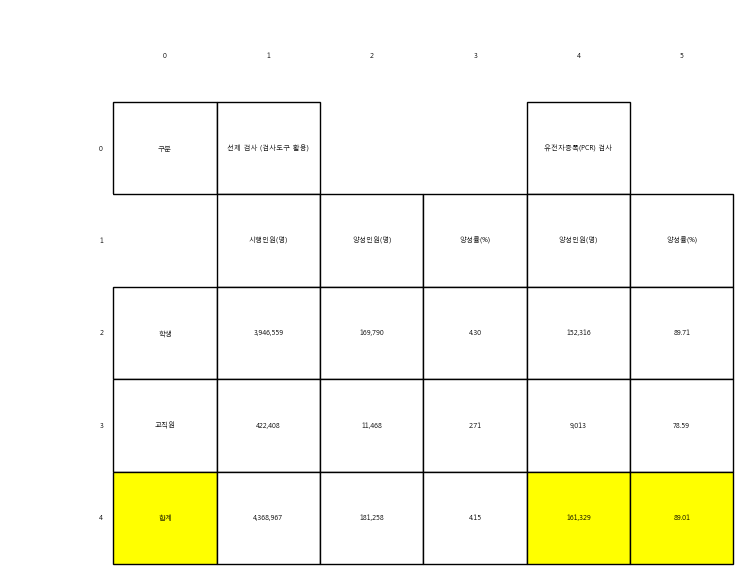 0 1 2 3 4 5
0 구분 선제 검사 (검사도구 활용) 유전자증폭(PCR) 검사
1 시행인원(명) 양성인원(명) 양성률(%) 양성인원(명) 양성률(%)
2 학생 3,946,559 169,790 4.30 152,316 89.71
3 교직원 422,408 11,468 2.71 9,013 78.59
4 합계 4,368,967 181,258 4.15 161,329 89.01